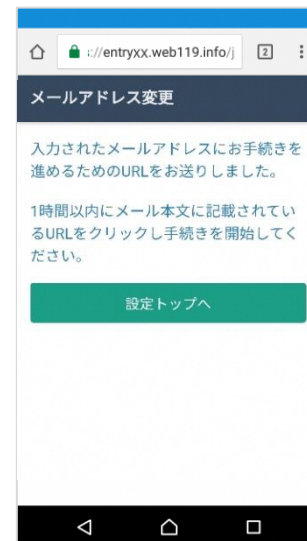 ://entryxx.web119.info/j
2
メールアドレス変更
入力されたメールアドレスにお手続きを
進めるためのURLをお送りしました。
1時間以内にメール本文に記載されてい
るURLをクリックし手続きを開始してく
ださい。
設定トップへ